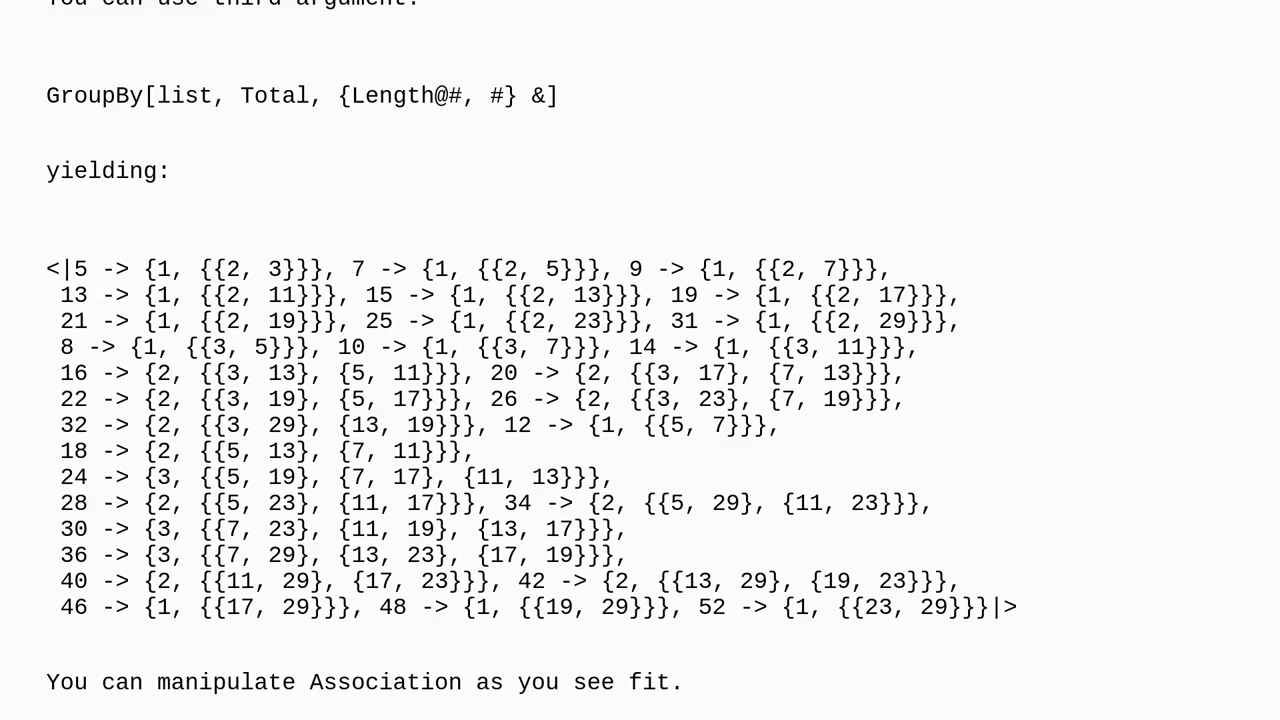 You can use third argument:
GroupBy[list, Total, {Length@#, #} &]
yielding:
<|5 -> {1, {{2, 3}}}, 7 -> {1, {{2, 5}}}, 9 -> {1, {{2, 7}}},
13 -> {1, {{2, 11}}}, 15 -> {1, {{2, 13}}}, 19 -> {1, {{2, 17}}},
21 -> {1, {{2, 19}}}, 25 -> {1, {{2, 23}}}, 31 -> {1, {{2, 29}}},
8 -> {1, {{3, 5}}}, 10 -> {1, {{3, 7}}}, 14 -> {1, {{3, 11}}},
16 -> {2, {{3, 13}, {5, 11}}}, 20 -> {2, {{3, 17}, {7, 13}}},
22 -> {2, {{3, 19}, {5, 17}}}, 26 -> {2, {{3, 23}, {7, 19}}},
32 -> {2, {{3, 29}, {13, 19}}}, 12 -> {1, {{5, 7}}},
18 -> {2, {{5, 13}, {7, 11}}},
24 -> {3, {{5, 19}, {7, 17}, {11, 13}}},
28 -> {2, {{5, 23}, {11, 17}}}, 34 -> {2, {{5, 29}, {11, 23}}},
30 -> {3, {{7, 23}, {11, 19}, {13, 17}}},
36 -> {3, {{7, 29}, {13, 23}, {17, 19}}},
40 -> {2, {{11, 29}, {17, 23}}}, 42 -> {2, {{13, 29}, {19, 23}}},
46 -> {1, {{17, 29}}}, 48 -> {1, {{19, 29}}}, 52 -> {1, {{23, 29}}}|>
You can manipulate Association as you see fit.